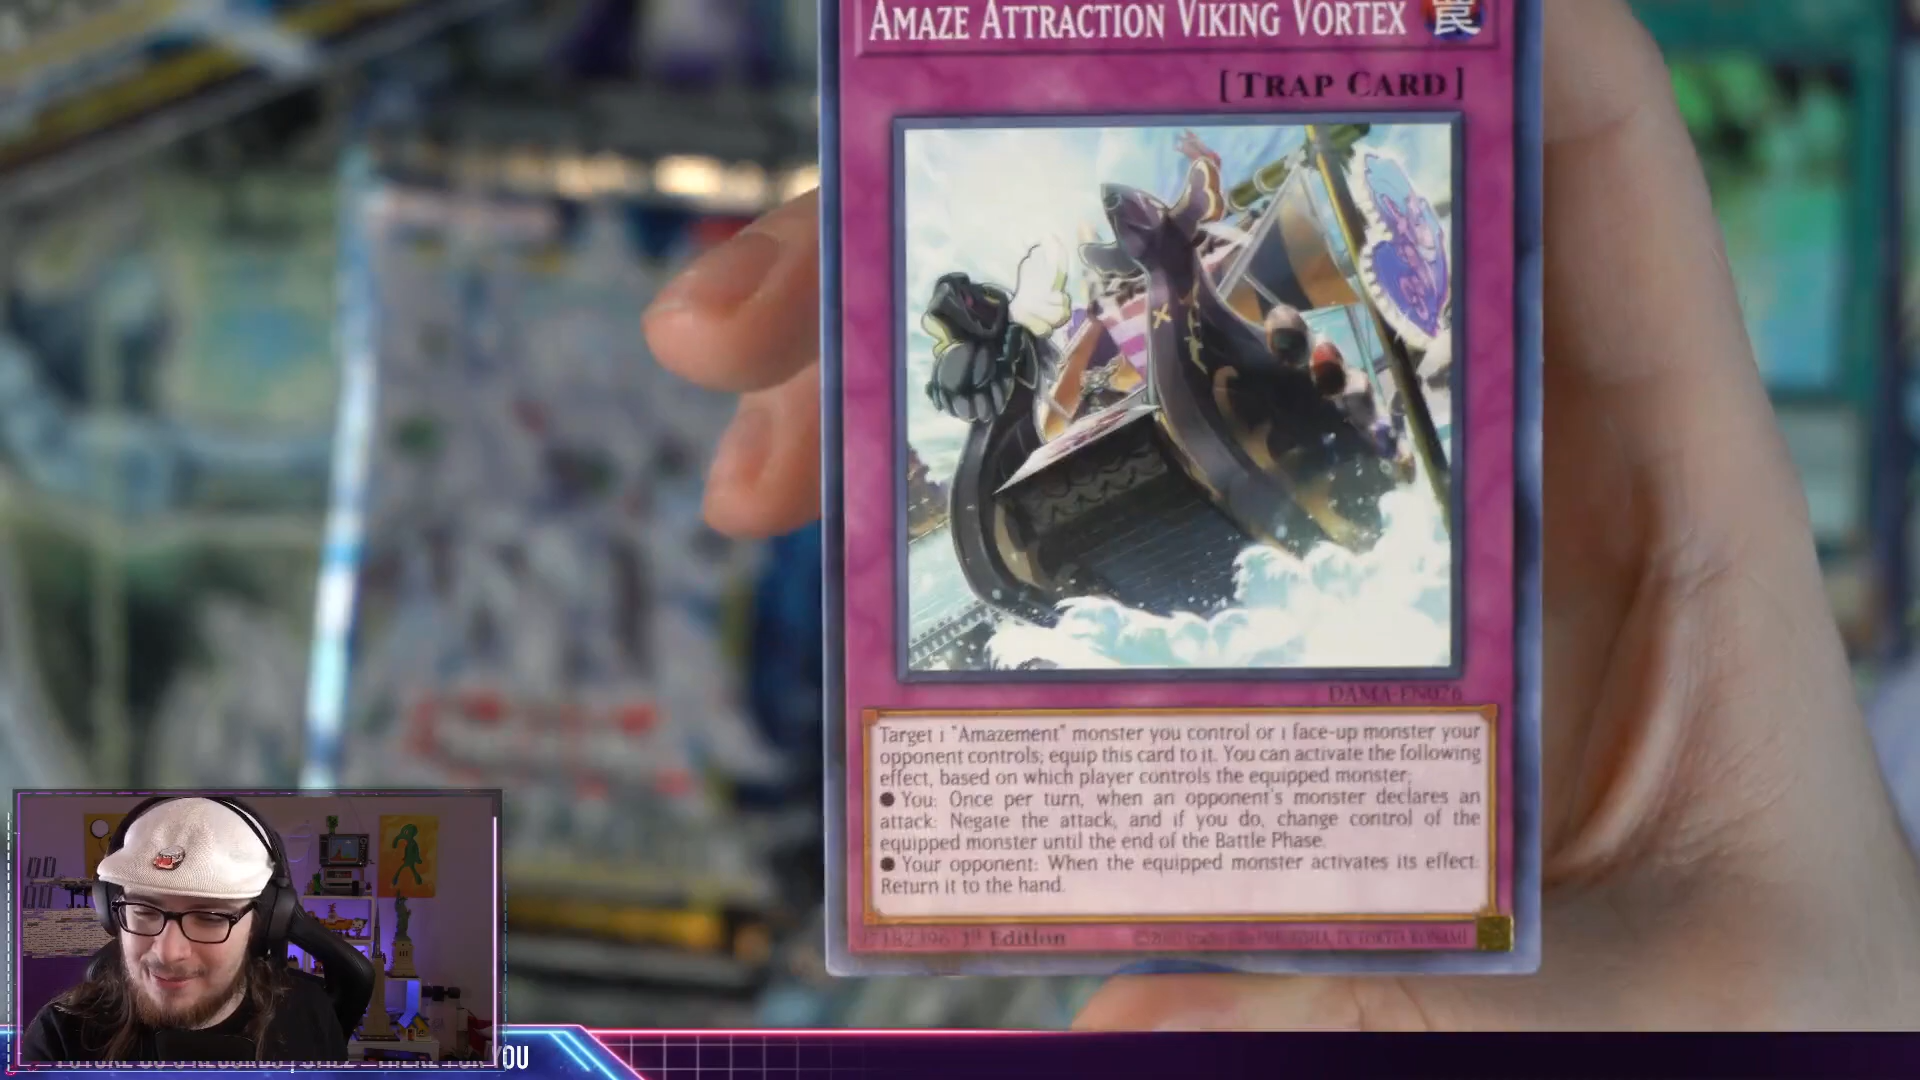 AMAZE ATTRACTION VIKING VORTEX 罠
[TRAP CARD]
DAMA-EN076
Target 1 "Amazement" monster you control or 1 face-up monster your
opponent controls; equip this card to it. You can activate the following
effect, based on which player controls the equipped monster;
● You: Once per turn, when an opponent's monster declares an
attack: Negate the attack, and if you do, change control of the
equipped monster until the end of the Battle Phase.
● Your opponent: When the equipped monster activates its effect:
Return it to the hand.
1st Edition
YOU